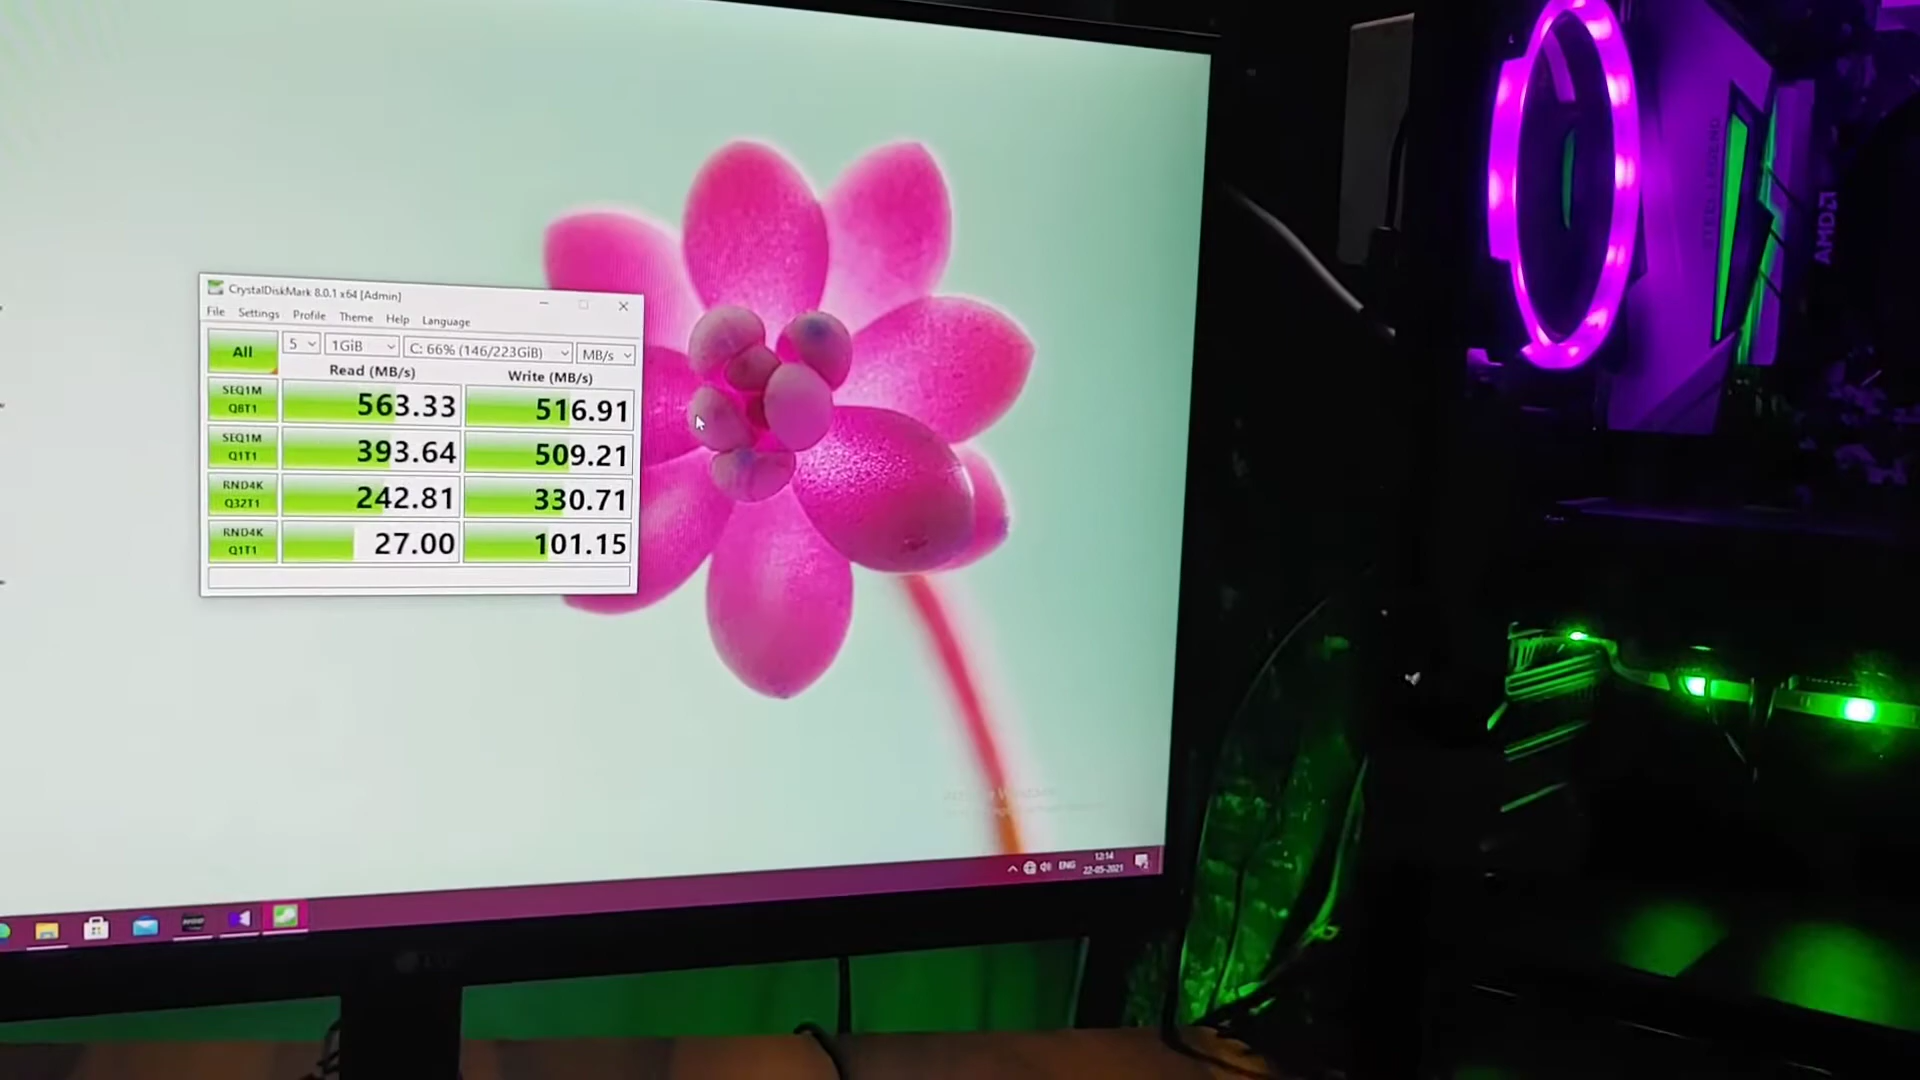 CrystalDiskMark 8.0.1 x64 [Admin]
File Settings Profile Theme Help Language
All 5 1GiB C: 66% (146/223GiB) MB/s
Read (MB/s) Write (MB/s)
SEQ1M
Q8T1 563.33 516.91
SEQ1M
Q1T1 393.64 509.21
RND4K
Q32T1 242.81 330.71
RND4K
Q1T1 27.00 101.15
ENG
12:14
22-05-2021
STEEL LEGEND
AMD